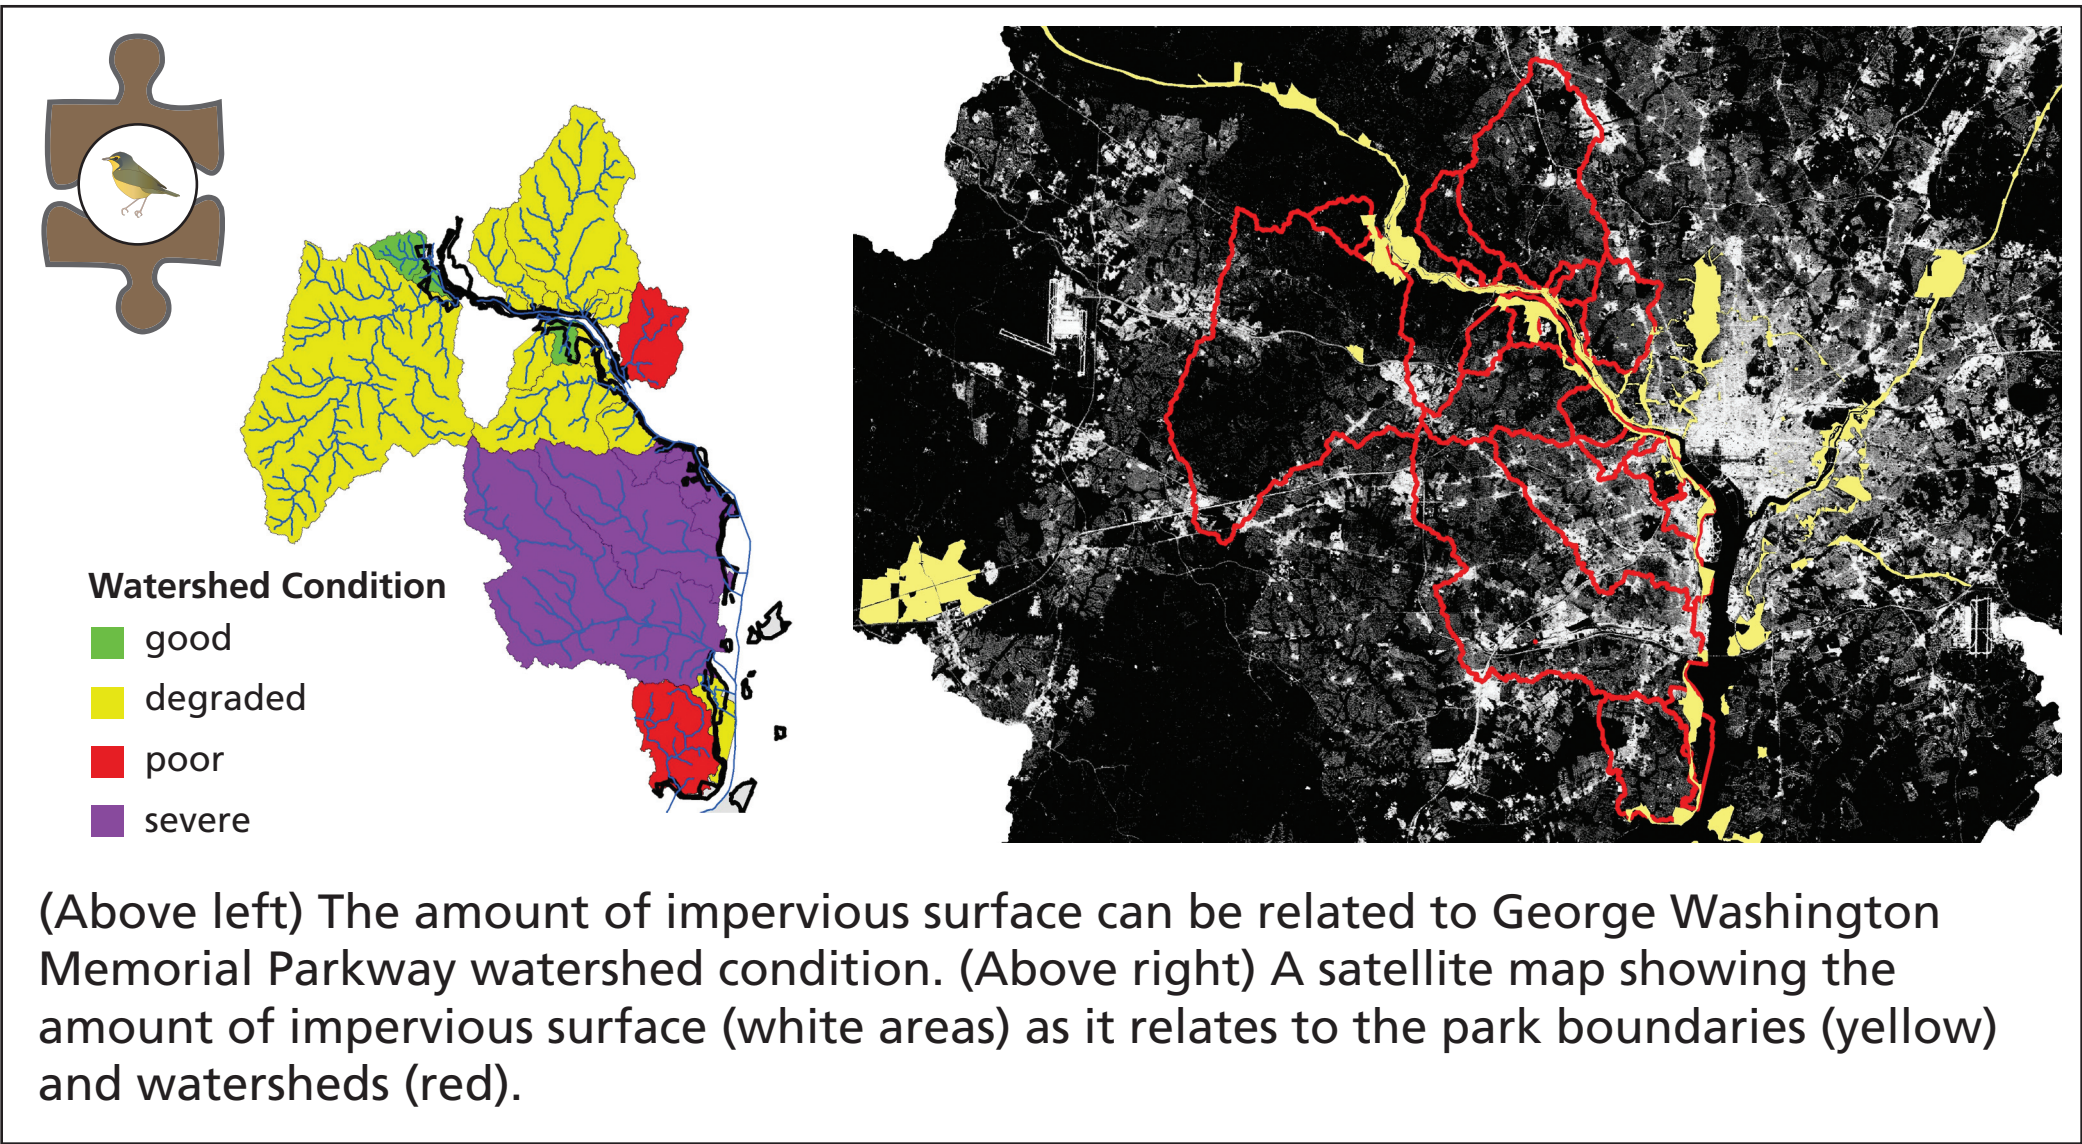 Watershed Condition
good
degraded
poor
severe
(Above left) The amount of impervious surface can be related to George Washington
Memorial Parkway watershed condition. (Above right) A satellite map showing the
amount of impervious surface (white areas) as it relates to the park boundaries (yellow)
and watersheds (red).